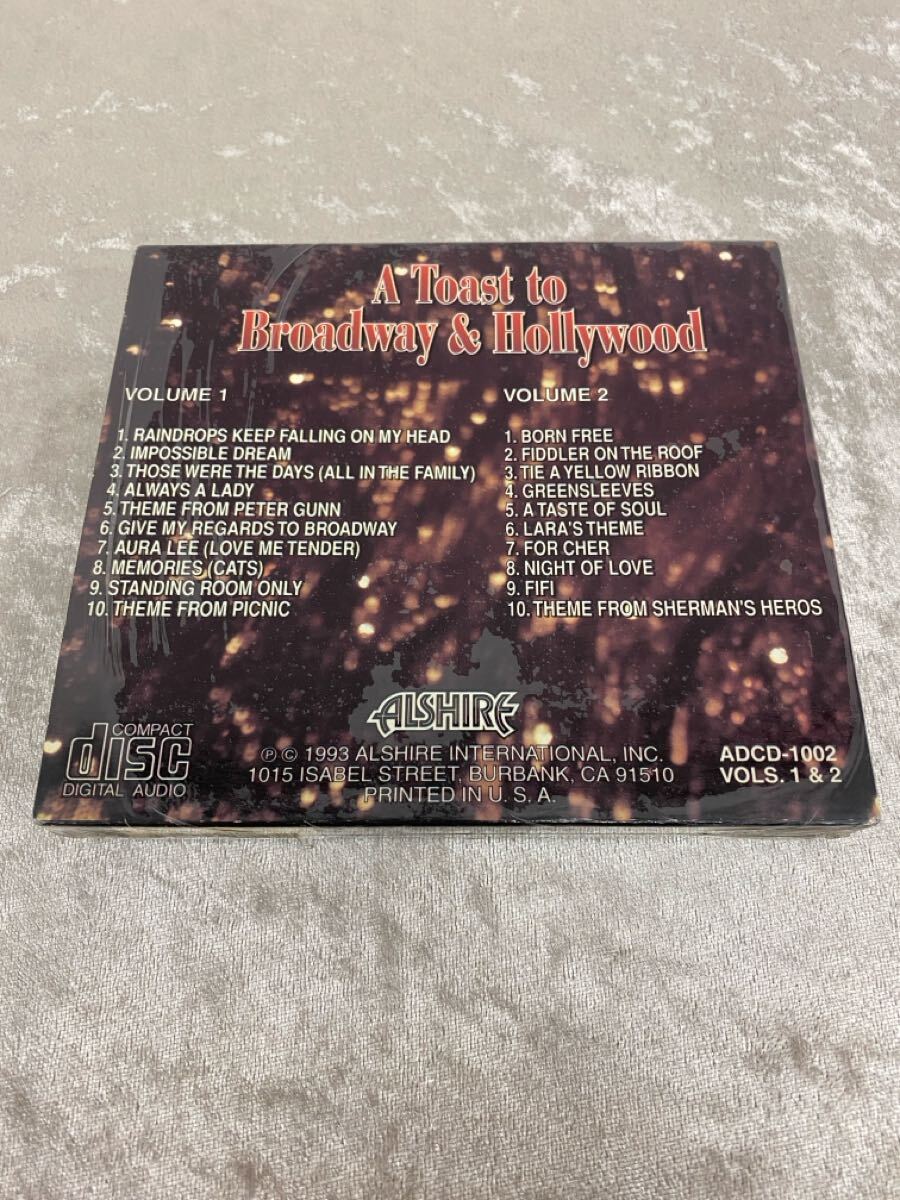 A Toast to
Broadway & Hollywood
VOLUME 1
1. RAINDROPS KEEP FALLING ON MY HEAD
2. IMPOSSIBLE DREAM
3. THOSE WERE THE DAYS (ALL IN THE FAMILY)
4. ALWAYS A LADY
5. THEME FROM PETER GUNN
6. GIVE MY REGARDS TO BROADWAY
7. AURA LEE (LOVE ME TENDER)
8. MEMORIES (CATS)
9. STANDING ROOM ONLY
10. THEME FROM PICNIC
VOLUME 2
1. BORN FREE
2. FIDDLER ON THE ROOF
3. TIE A YELLOW RIBBON
4. GREENSLEEVES
5. A TASTE OF SOUL
6. LARA'S THEME
7. FOR CHER
8. NIGHT OF LOVE
9. FIFI
10. THEME FROM SHERMAN'S HEROS
COMPACT
disc
DIGITAL AUDIO
ALSHIRE
℗ © 1993 ALSHIRE INTERNATIONAL, INC.
1015 ISABEL STREET, BURBANK, CA 91510
PRINTED IN U. S. A.
ADCD-1002
VOLS. 1 & 2